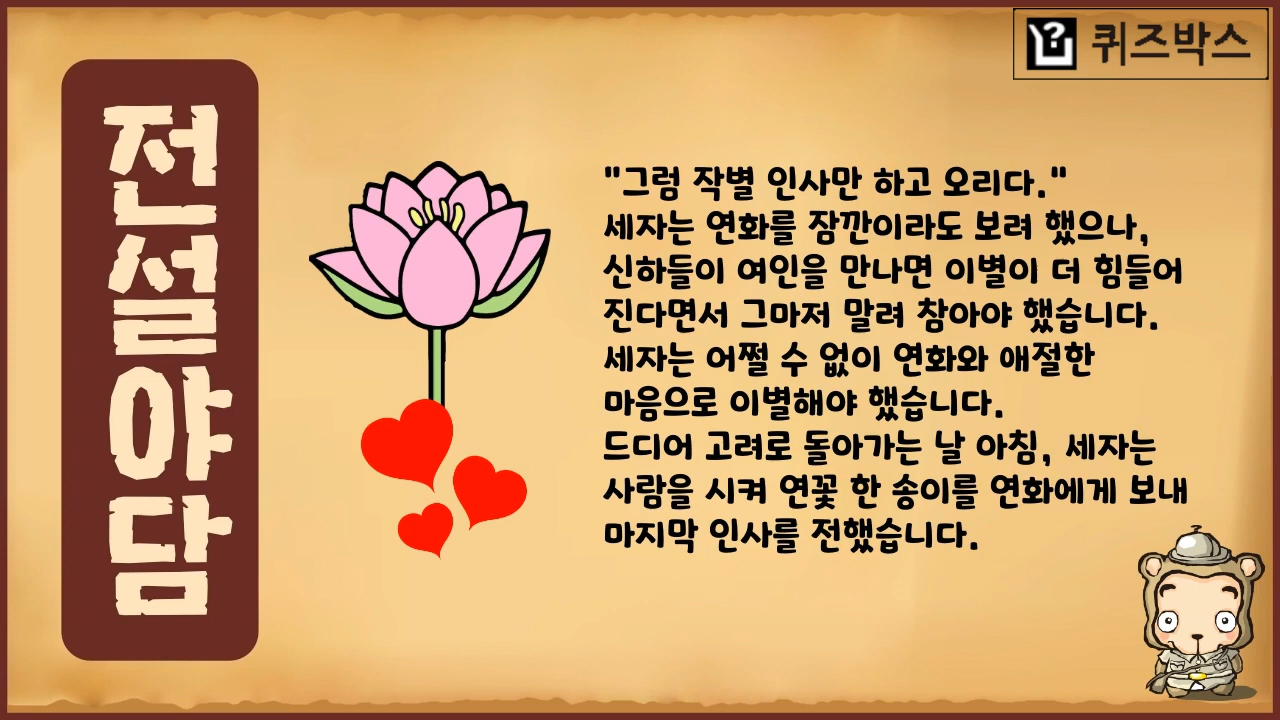 퀴즈박스
전설야담
"그럼 작별 인사만 하고 오리다."
세자는 연화를 잠깐이라도 보려 했으나,
신하들이 여인을 만나면 이별이 더 힘들어
진다면서 그마저 말려 참아야 했습니다.
세자는 어쩔 수 없이 연화와 애절한
마음으로 이별해야 했습니다.
드디어 고려로 돌아가는 날 아침, 세자는
사람을 시켜 연꽃 한 송이를 연화에게 보내
마지막 인사를 전했습니다.